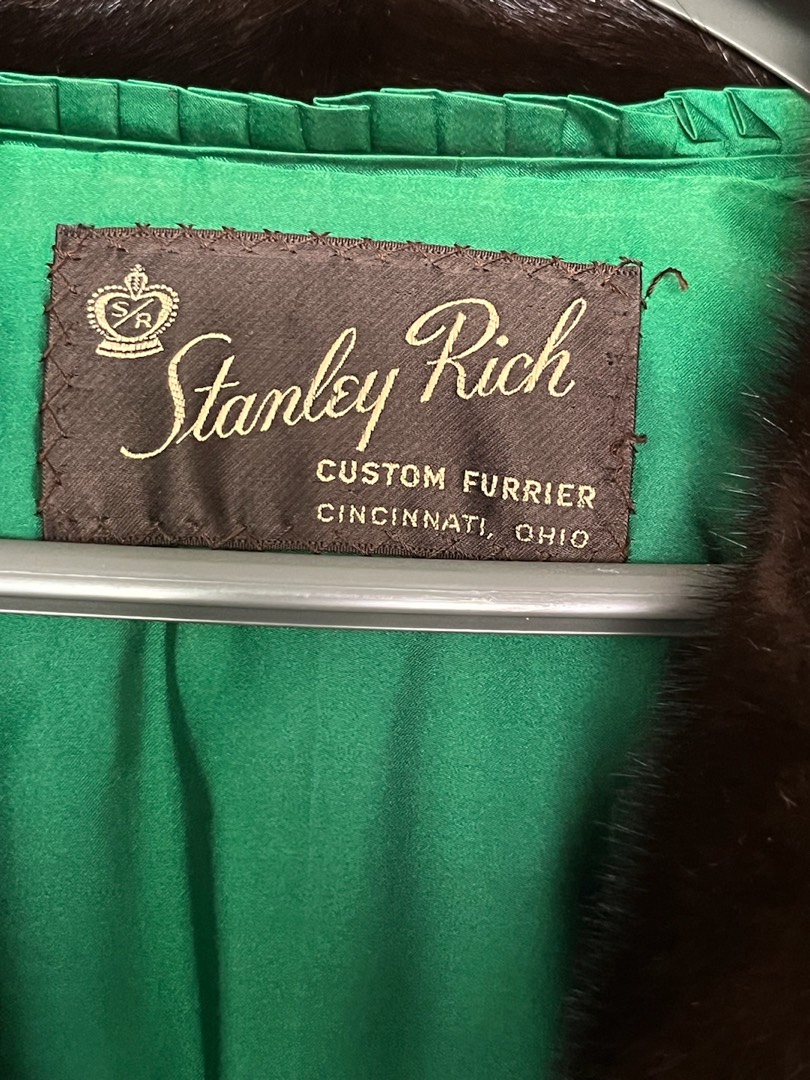 S/R
Stanley Rich
CUSTOM FURRIER
CINCINNATI, OHIO